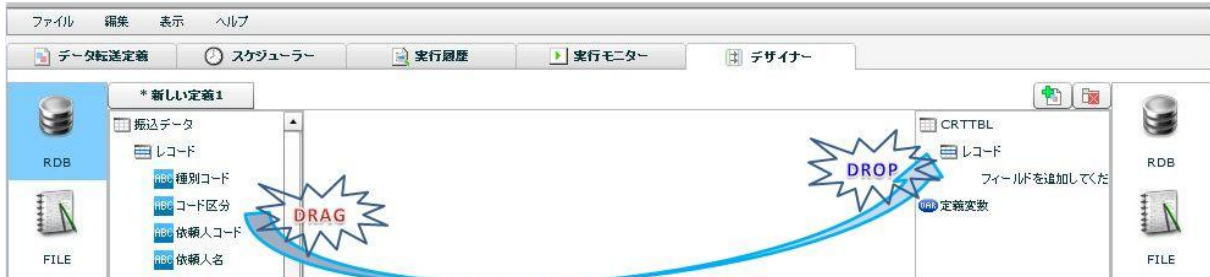 ファイル 編集 表示 ヘルプ
データ転送定義 スケジューラー 実行履歴 実行モニター デザイナー
* 新しい定義1
RDB
FILE
振込データ
レコード
ABC 種別コード
ABC コード区分
ABC 依頼人コード
ABC 依頼人名
DRAG
DROP
CRTTBL
レコード
フィールドを追加してくだ
VAR 定義変数
RDB
FILE